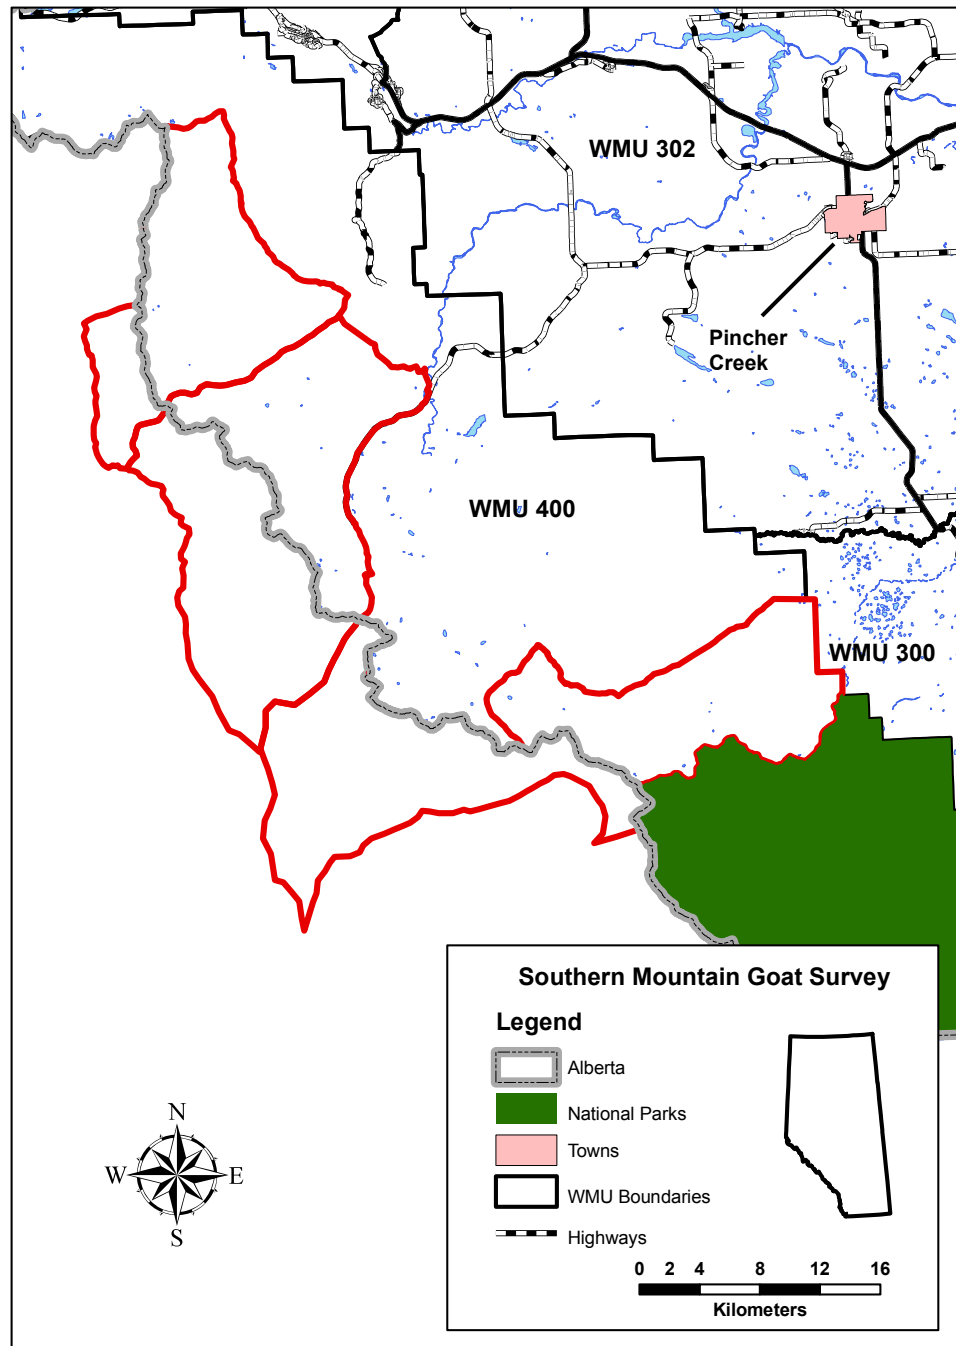 WMU 302
Pincher
Creek
WMU 400
WMU 300
Southern Mountain Goat Survey
Legend
Alberta
National Parks
Towns
WMU Boundaries
Highways
0 2 4 8 12 16
Kilometers
N
W E
S